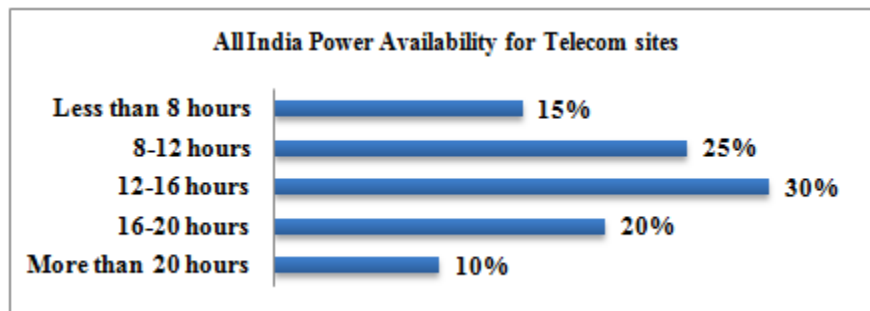 All India Power Availability for Telecom sites
Less than 8 hours 15%
8-12 hours 25%
12-16 hours 30%
16-20 hours 20%
More than 20 hours 10%